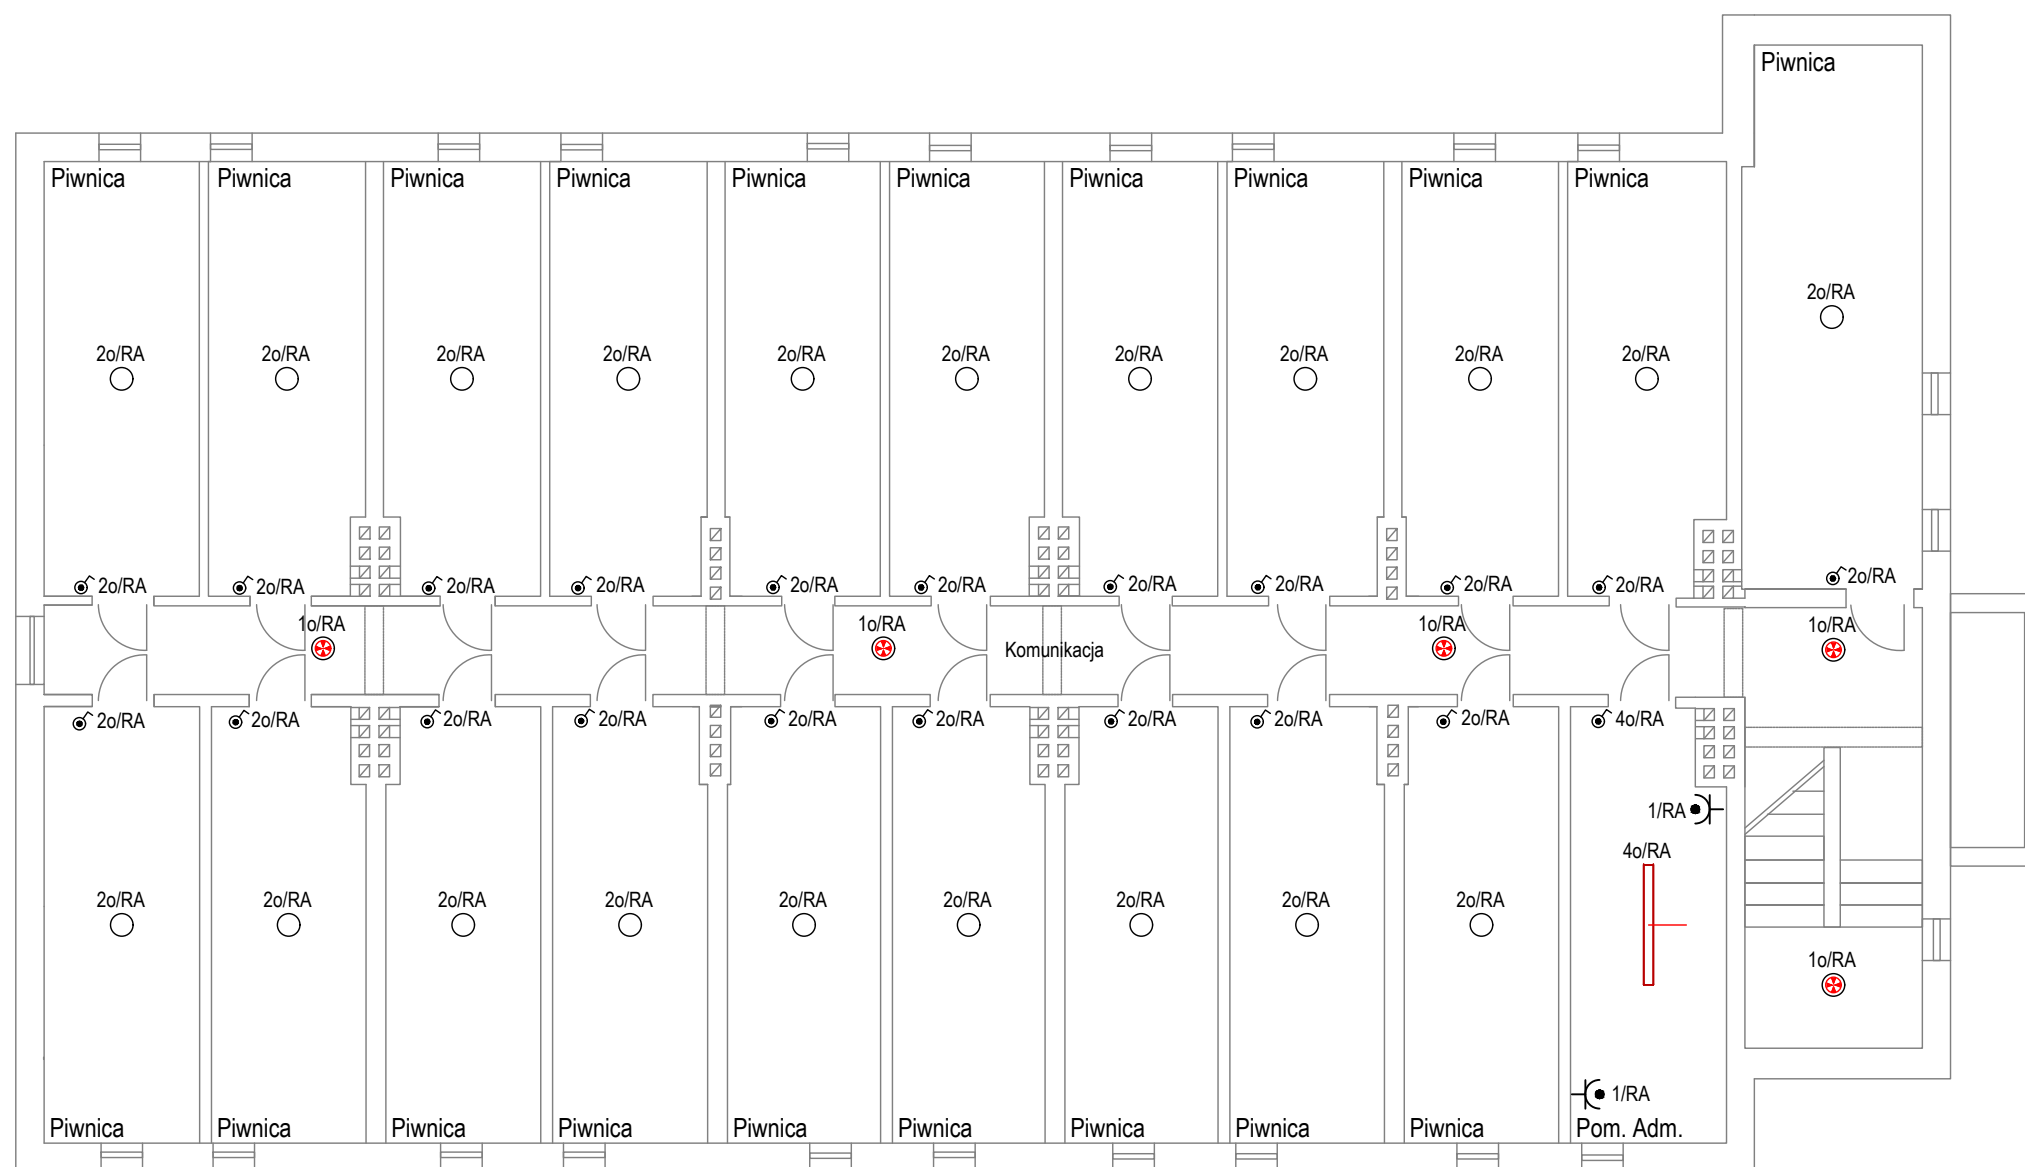 Piwnica
Piwnica Piwnica Piwnica Piwnica Piwnica Piwnica Piwnica Piwnica Piwnica Piwnica
2o/RA
2o/RA 2o/RA 2o/RA 2o/RA 2o/RA 2o/RA 2o/RA 2o/RA 2o/RA 2o/RA
2o/RA 2o/RA 2o/RA 2o/RA 2o/RA 2o/RA 2o/RA 2o/RA 2o/RA 2o/RA 2o/RA
1o/RA 1o/RA 1o/RA 1o/RA
Komunikacja
2o/RA 2o/RA 2o/RA 2o/RA 2o/RA 2o/RA 2o/RA 2o/RA 2o/RA 4o/RA
1/RA
4o/RA
2o/RA 2o/RA 2o/RA 2o/RA 2o/RA 2o/RA 2o/RA 2o/RA 2o/RA
1o/RA
1/RA
Piwnica Piwnica Piwnica Piwnica Piwnica Piwnica Piwnica Piwnica Piwnica Pom. Adm.